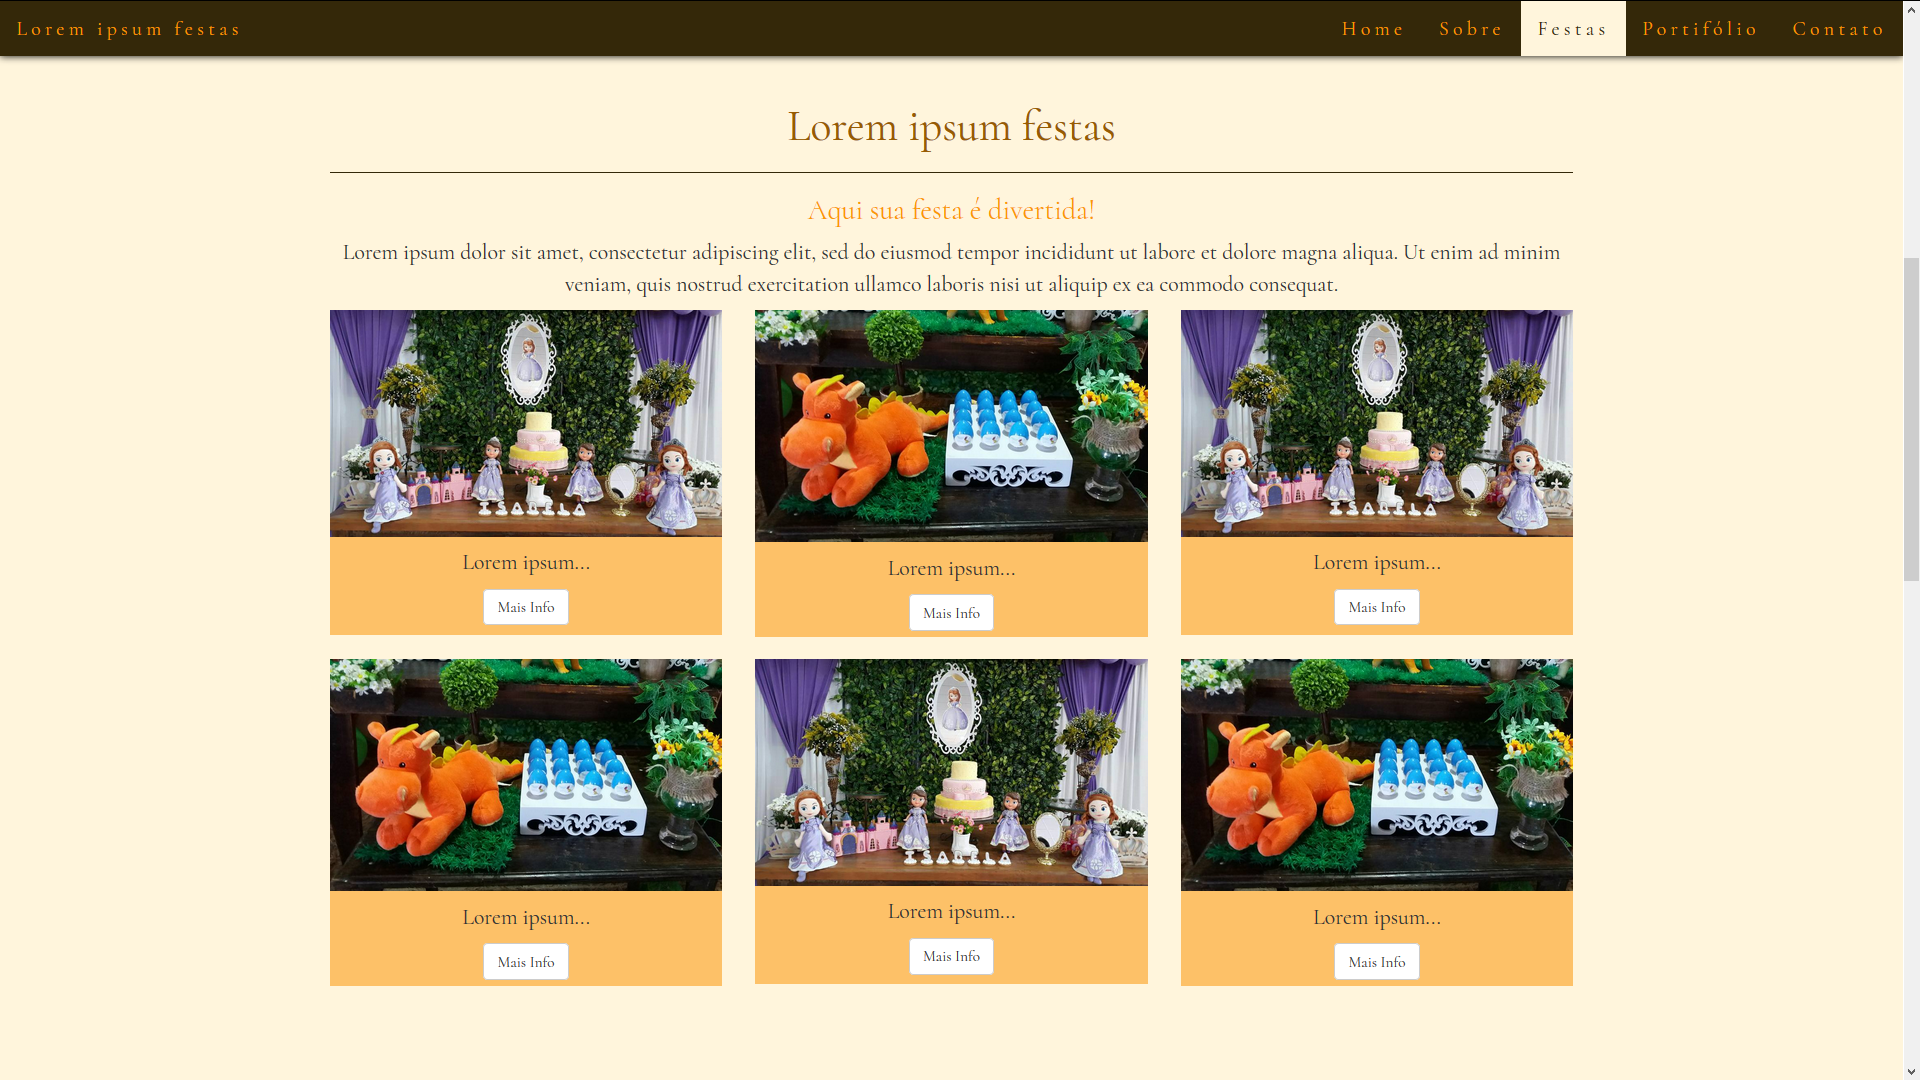 Lorem ipsum festas
Home
Sobre
Festas
Portifólio
Contato
Lorem ipsum festas
Aqui sua festa é divertida!
Lorem ipsum dolor sit amet, consectetur adipiscing elit, sed do eiusmod tempor incididunt ut labore et dolore magna aliqua. Ut enim ad minim
veniam, quis nostrud exercitation ullamco laboris nisi ut aliquip ex ea commodo consequat.
ISABELA
ISABELA
Lorem ipsum...
Lorem ipsum...
Lorem ipsum...
Mais Info
Mais Info
Mais Info
ISABELA
Lorem ipsum...
Lorem ipsum...
Lorem ipsum...
Mais Info
Mais Info
Mais Info